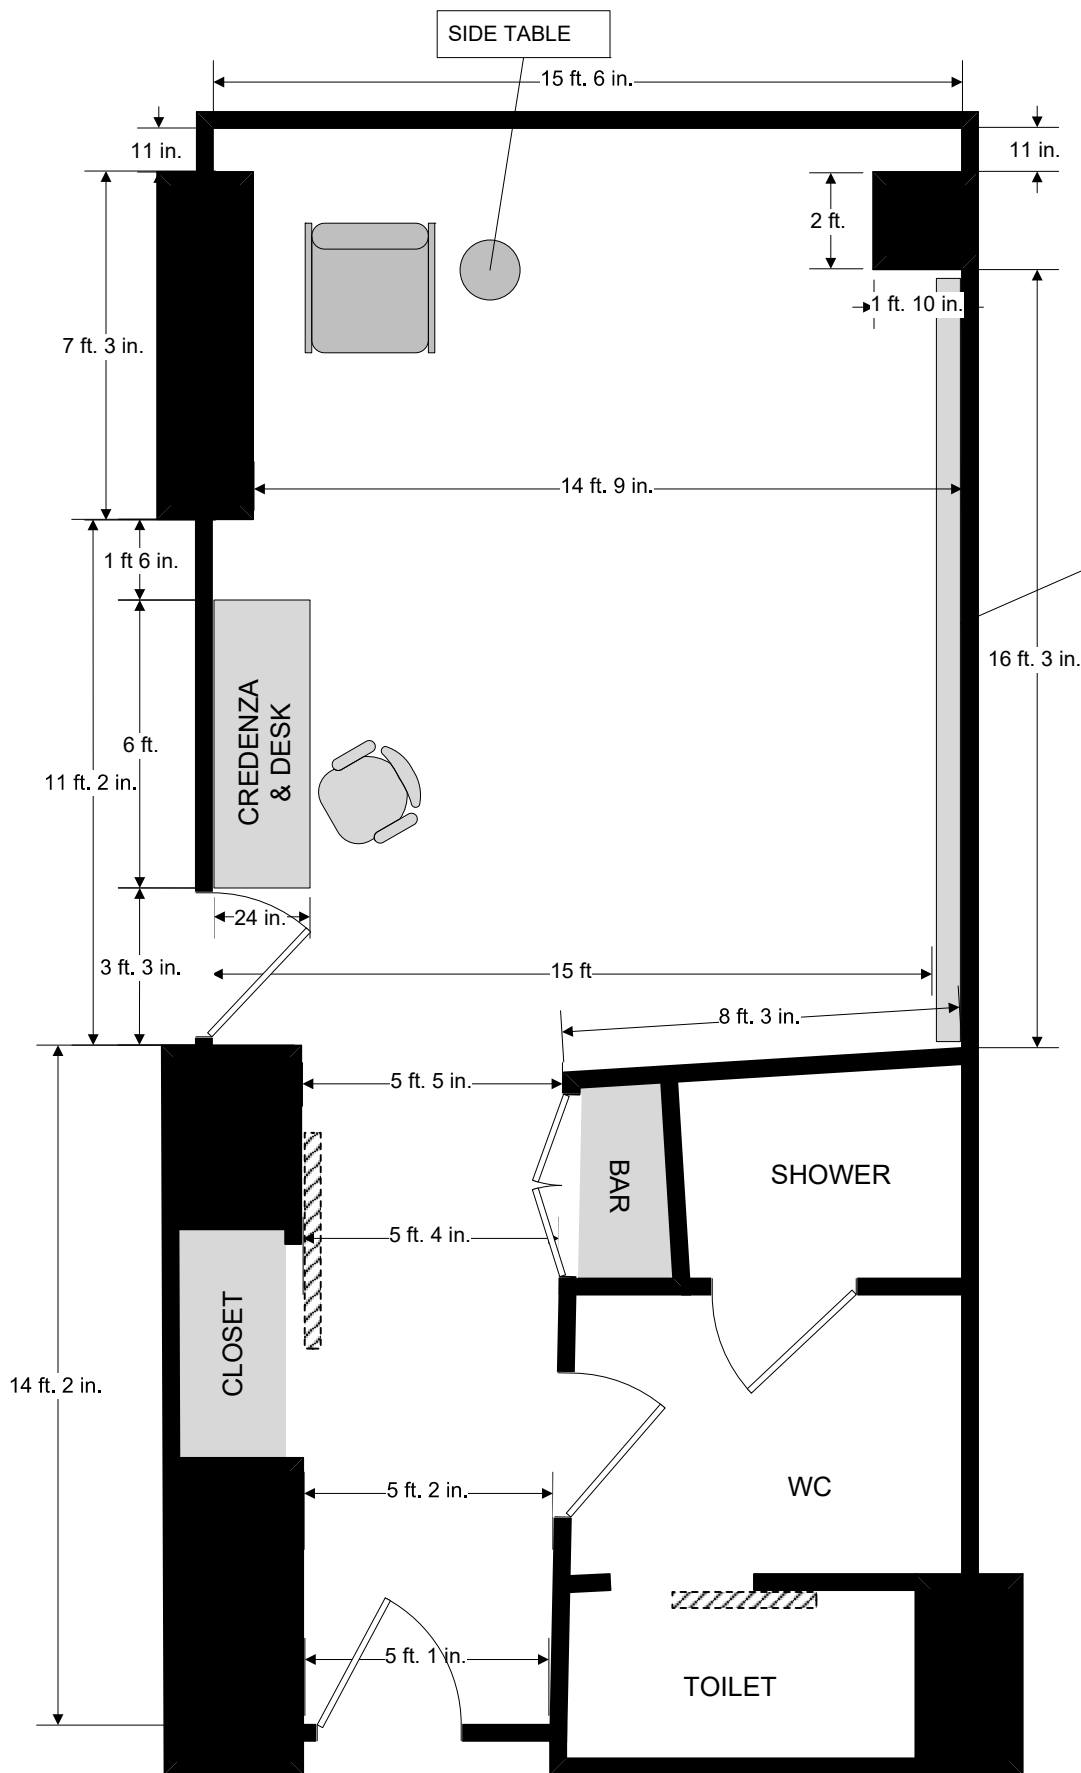 SIDE TABLE
15 ft. 6 in.
11 in.
11 in.
2 ft.
1 ft. 10 in.
7 ft. 3 in.
14 ft. 9 in.
1 ft 6 in.
16 ft. 3 in.
CREDENZA
& DESK
6 ft.
11 ft. 2 in.
24 in.
3 ft. 3 in.
15 ft
8 ft. 3 in.
5 ft. 5 in.
BAR
SHOWER
5 ft. 4 in.
CLOSET
14 ft. 2 in.
5 ft. 2 in.
WC
5 ft. 1 in.
TOILET